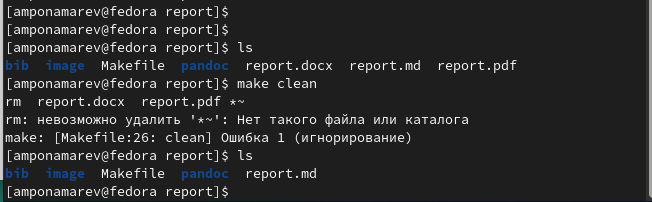 [amponamarev@fedora report]$
[amponamarev@fedora report]$
[amponamarev@fedora report]$ ls
bib  image  Makefile  pandoc  report.docx  report.md  report.pdf
[amponamarev@fedora report]$ make clean
rm  report.docx  report.pdf *~
rm: невозможно удалить '*~': Нет такого файла или каталога
make: [Makefile:26: clean] Ошибка 1 (игнорирование)
[amponamarev@fedora report]$ ls
bib  image  Makefile  pandoc  report.md
[amponamarev@fedora report]$